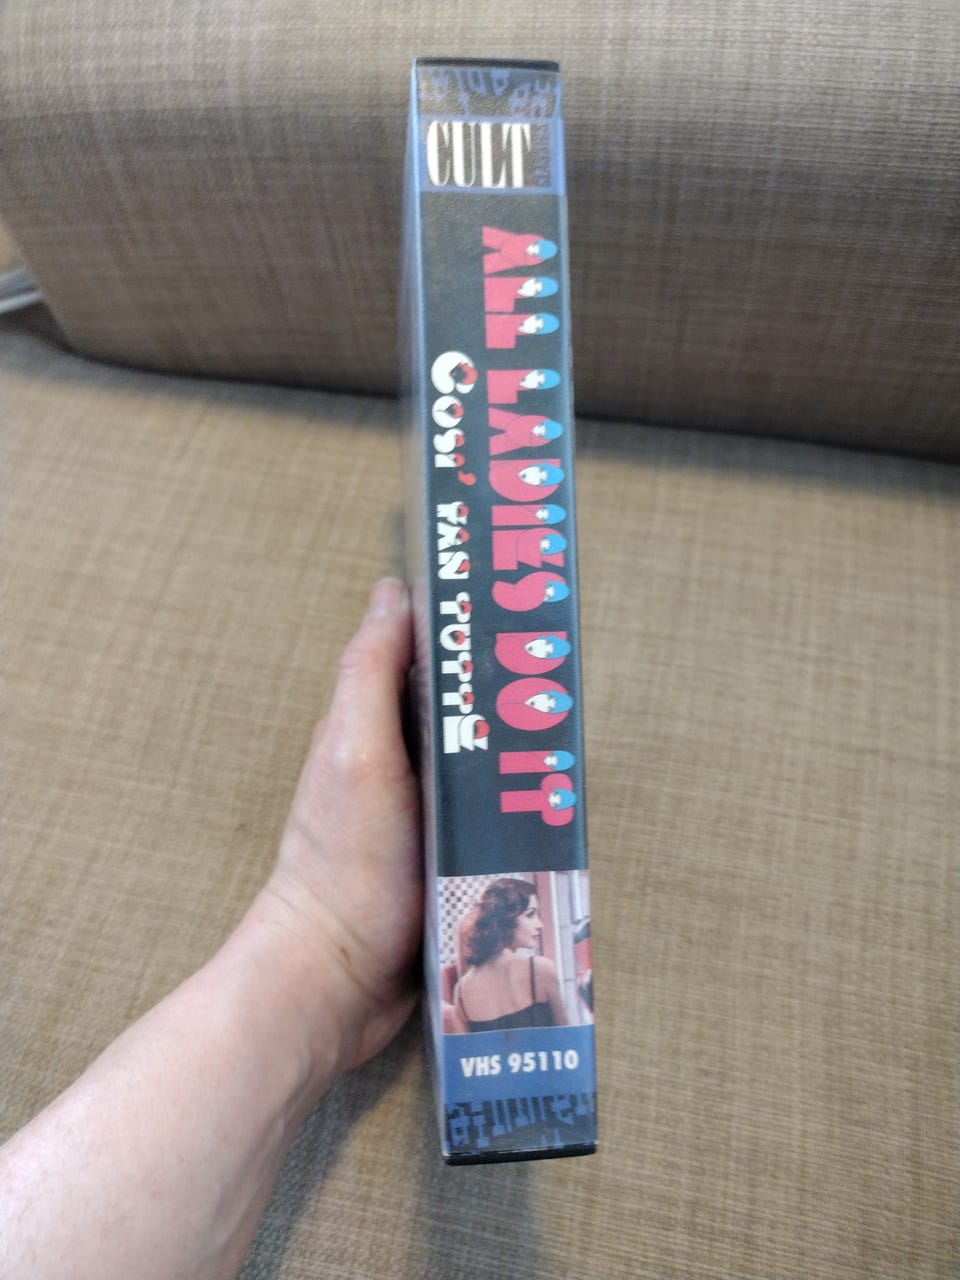 CULT
ALL LADIES DO IT
COSI' FAN TUTTE
VHS 95110